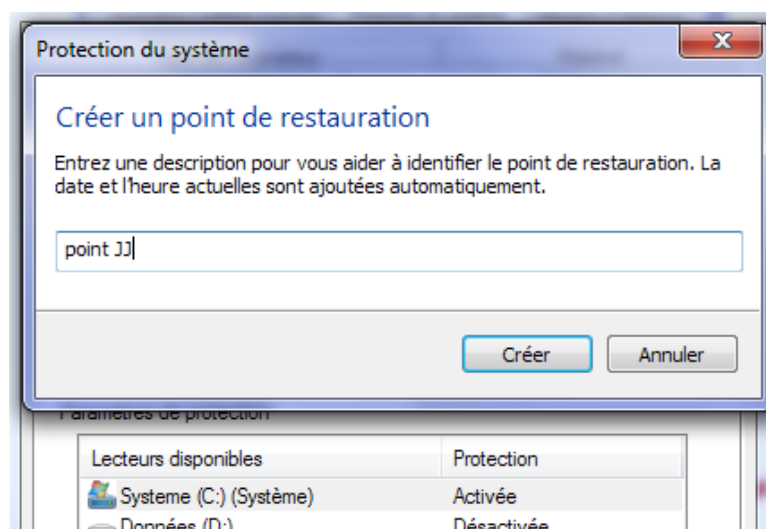 Protection du système
Créer un point de restauration
Entrez une description pour vous aider à identifier le point de restauration. La
date et l'heure actuelles sont ajoutées automatiquement.
point JJ
Créer Annuler
Paramètres de protection
Lecteurs disponibles Protection
Systeme (C:) (Système) Activée
Données (D:) Désactivée